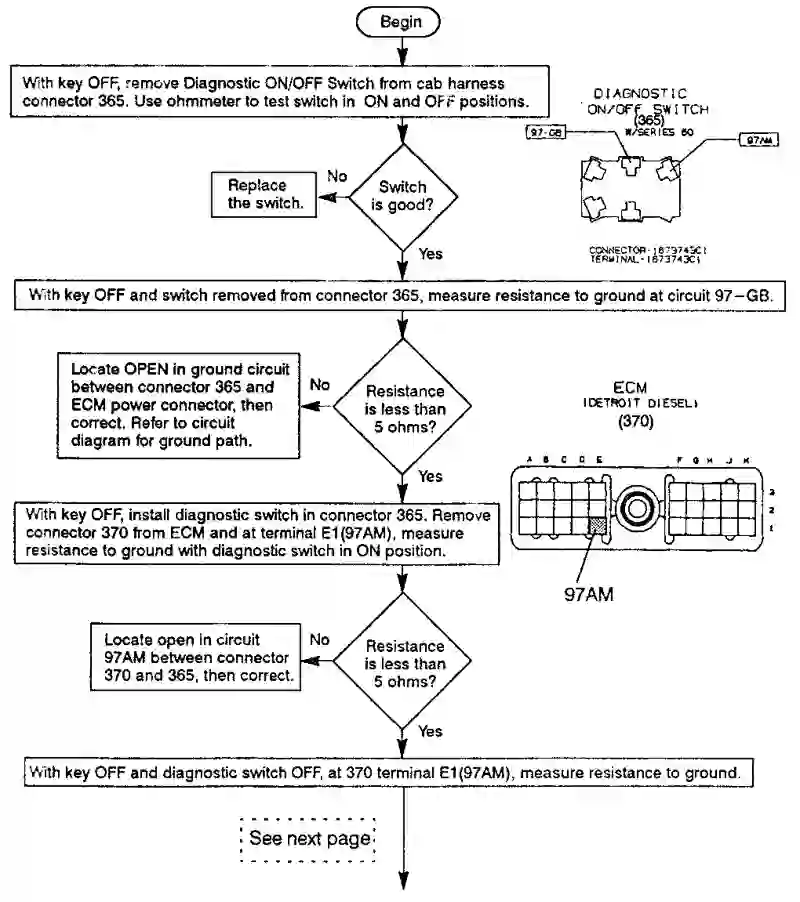 Begin
With key OFF, remove Diagnostic ON/OFF Switch from cab harness
connector 365. Use ohmmeter to test switch in ON and OFF positions.
DIAGNOSTIC
ON/OFF SWITCH
(365)
W/SERIES 60
97-GB
97AM
Replace
the switch.
No
Switch
is good?
CONNECTOR-1879743C1
TERMINAL-1673743C1
Yes
With key OFF and switch removed from connector 365, measure resistance to ground at circuit 97-GB.
Locate OPEN in ground circuit
between connector 365 and
ECM power connector, then
correct. Refer to circuit
diagram for ground path.
No
Resistance
is less than
5 ohms?
Yes
ECM
(DETROIT DIESEL)
(370)
A B C D E F G H J K
3
2
1
97AM
With key OFF, install diagnostic switch in connector 365. Remove
connector 370 from ECM and at terminal E1(97AM), measure
resistance to ground with diagnostic switch in ON position.
Locate open in circuit
97AM between connector
370 and 365, then correct.
No
Resistance
is less than
5 ohms?
Yes
With key OFF and diagnostic switch OFF, at 370 terminal E1(97AM), measure resistance to ground.
See next page